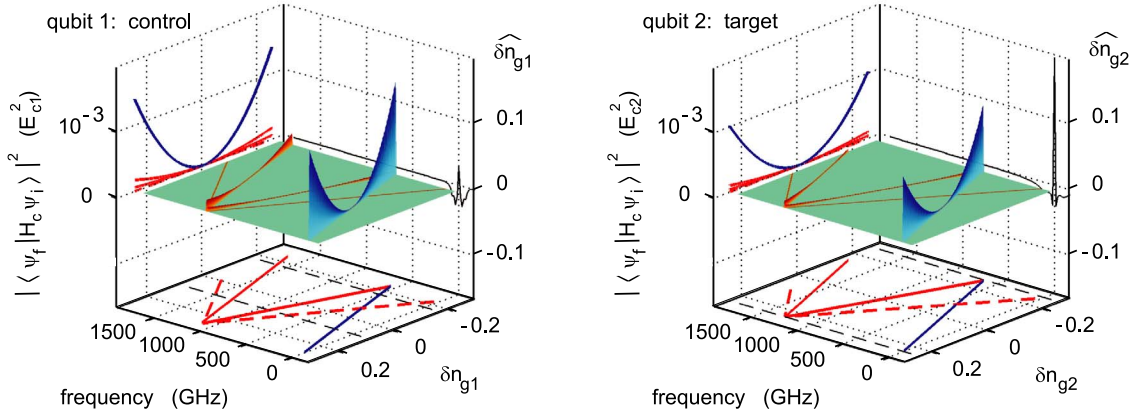 qubit 1: control
qubit 2: target
δn̂g1
δn̂g2
| ⟨ ψf | Hc ψi ⟩ |² (E²c1)
10⁻³
0
0.1
0
-0.1
1500
1000
500
0
frequency (GHz)
0.2
0
-0.2
δng1
| ⟨ ψf | Hc ψi ⟩ |² (E²c2)
10⁻³
0
0.1
0
-0.1
1500
1000
500
0
frequency (GHz)
0.2
0
-0.2
δng2